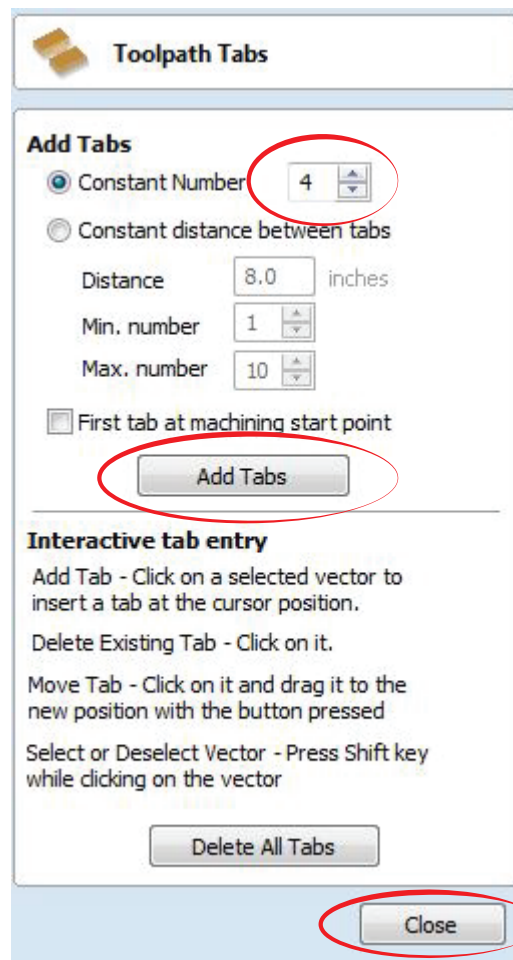 Toolpath Tabs
Add Tabs
Constant Number 4
Constant distance between tabs
Distance 8.0 inches
Min. number 1
Max. number 10
First tab at machining start point
Add Tabs
Interactive tab entry
Add Tab - Click on a selected vector to
insert a tab at the cursor position.
Delete Existing Tab - Click on it.
Move Tab - Click on it and drag it to the
new position with the button pressed
Select or Deselect Vector - Press Shift key
while clicking on the vector
Delete All Tabs
Close